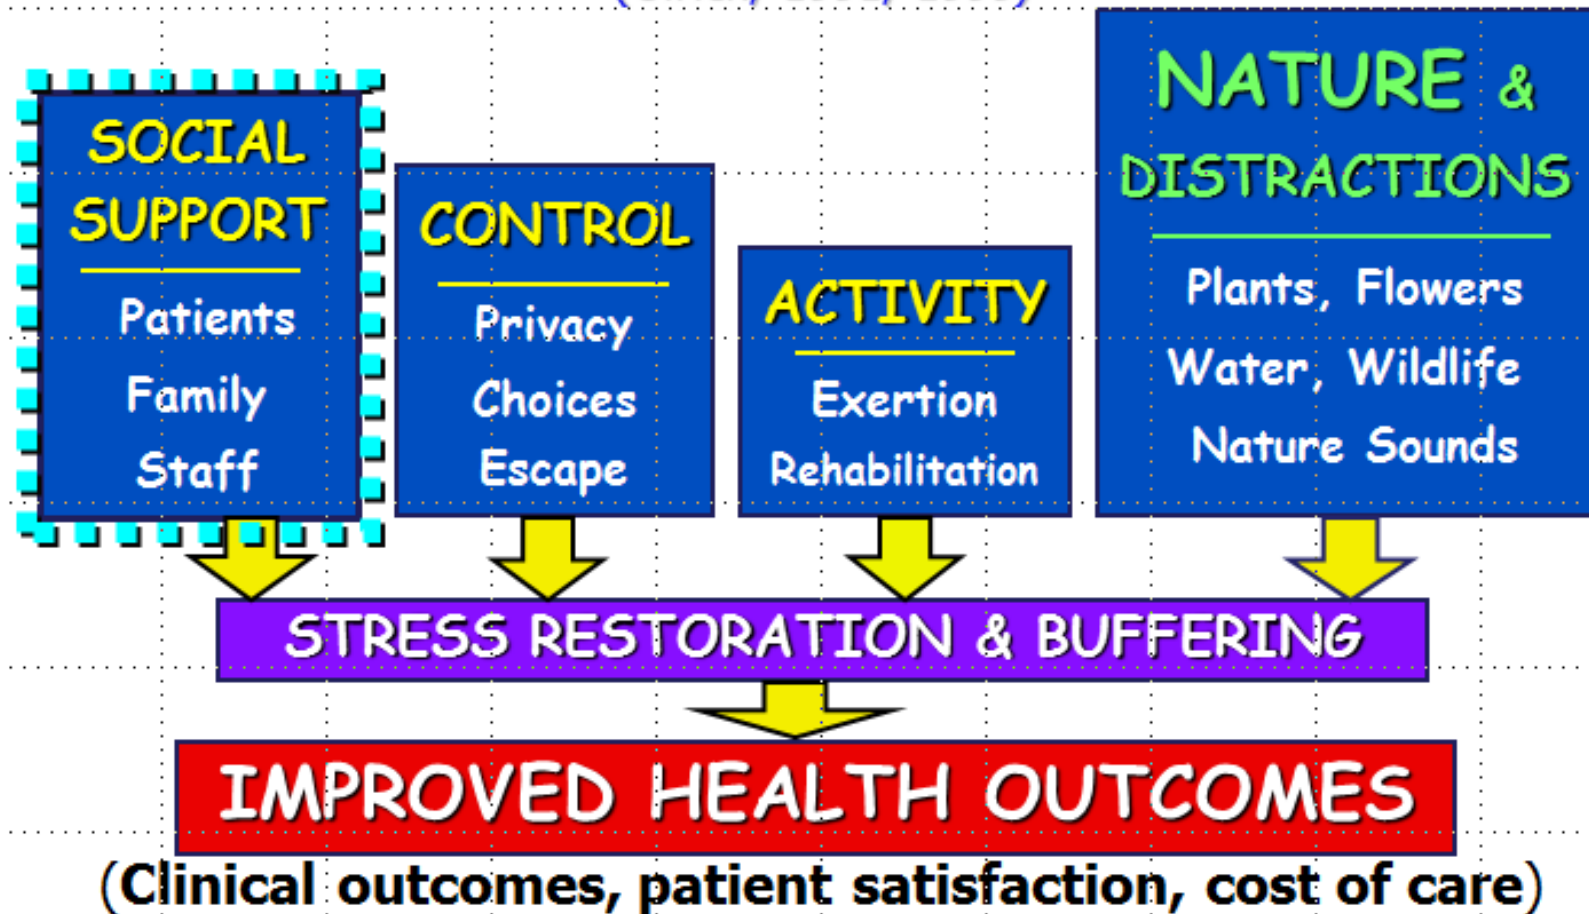 SOCIAL
SUPPORT
Patients
Family
Staff
CONTROL
Privacy
Choices
Escape
ACTIVITY
Exertion
Rehabilitation
NATURE &
DISTRACTIONS
Plants, Flowers
Water, Wildlife
Nature Sounds
STRESS RESTORATION & BUFFERING
IMPROVED HEALTH OUTCOMES
(Clinical outcomes, patient satisfaction, cost of care)